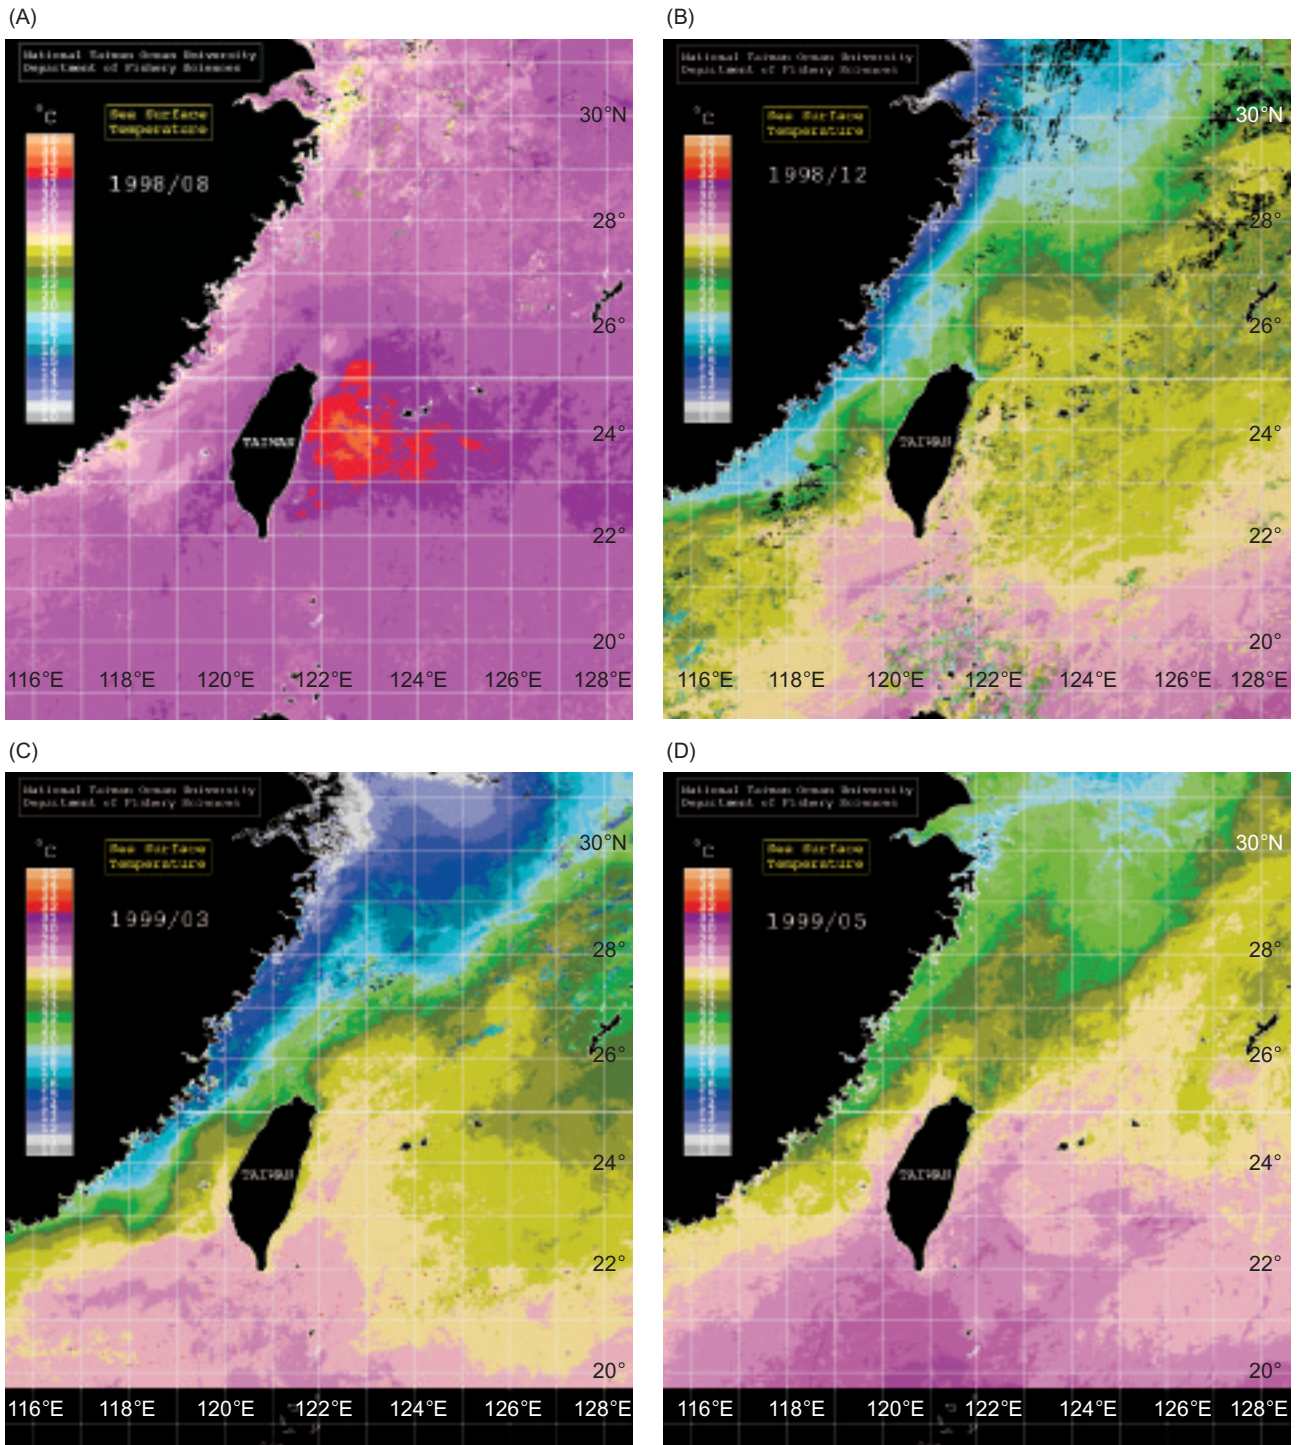 (A)
National Taiwan Ocean University
Department of Fishery Sciences
°C
Sea Surface
Temperature
1998/08
30°N
28°
26°
24°
22°
20°
TAIWAN
116°E 118°E 120°E 122°E 124°E 126°E 128°E
(B)
National Taiwan Ocean University
Department of Fishery Sciences
°C
Sea Surface
Temperature
1998/12
30°N
28°
26°
24°
22°
20°
TAIWAN
116°E 118°E 120°E 122°E 124°E 126°E 128°E
(C)
National Taiwan Ocean University
Department of Fishery Sciences
°C
Sea Surface
Temperature
1999/03
30°N
28°
26°
24°
22°
20°
TAIWAN
116°E 118°E 120°E 122°E 124°E 126°E 128°E
(D)
National Taiwan Ocean University
Department of Fishery Sciences
°C
Sea Surface
Temperature
1999/05
30°N
28°
26°
24°
22°
20°
TAIWAN
116°E 118°E 120°E 122°E 124°E 126°E 128°E